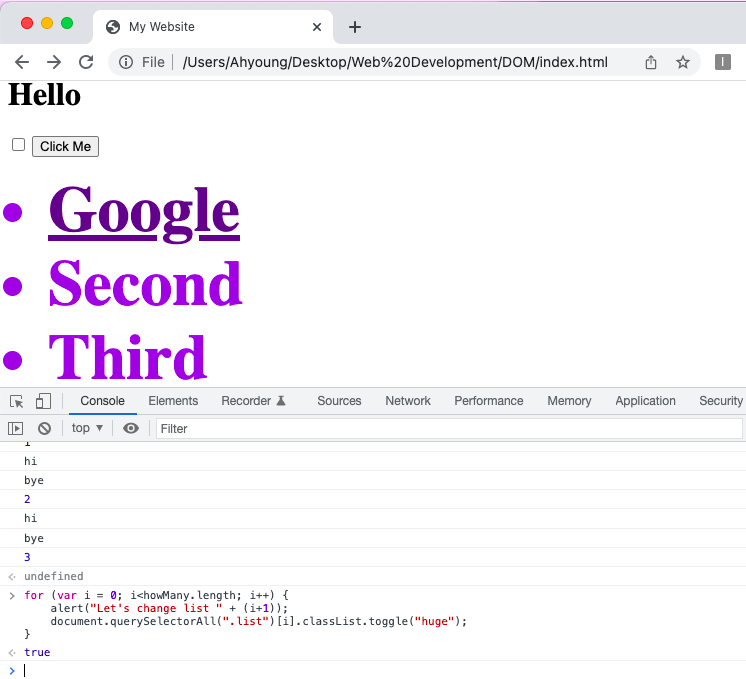 My Website
File /Users/Ahyoung/Desktop/Web%20Development/DOM/index.html
Hello
Click Me
Google
Second
Third
Console Elements Recorder Sources Network Performance Memory Application Security
top Filter
1
hi
bye
2
hi
bye
3
undefined
for (var i = 0; i<howMany.length; i++) {
    alert("Let's change list " + (i+1));
    document.querySelectorAll(".list")[i].classList.toggle("huge");
}
true